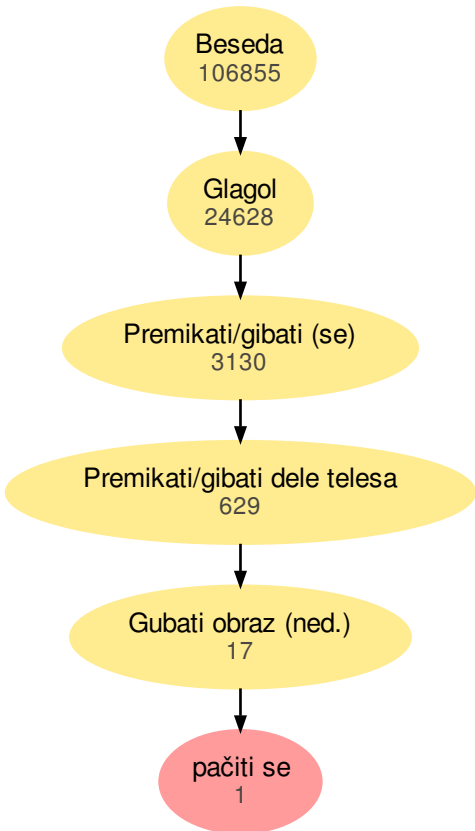 Beseda
106855
Glagol
24628
Premikati/gibati (se)
3130
Premikati/gibati dele telesa
629
Gubati obraz (ned.)
17
pačiti se
1